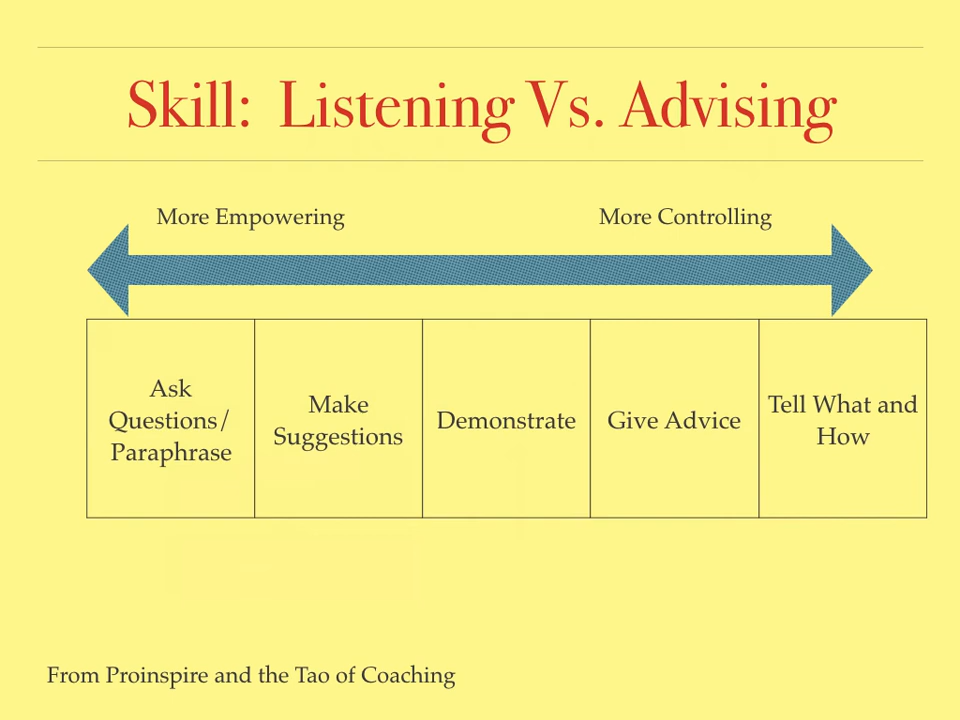 Skill:  Listening Vs. Advising
More Empowering
More Controlling
Ask
Questions/
Paraphrase
Make
Suggestions
Demonstrate
Give Advice
Tell What and
How
From Proinspire and the Tao of Coaching